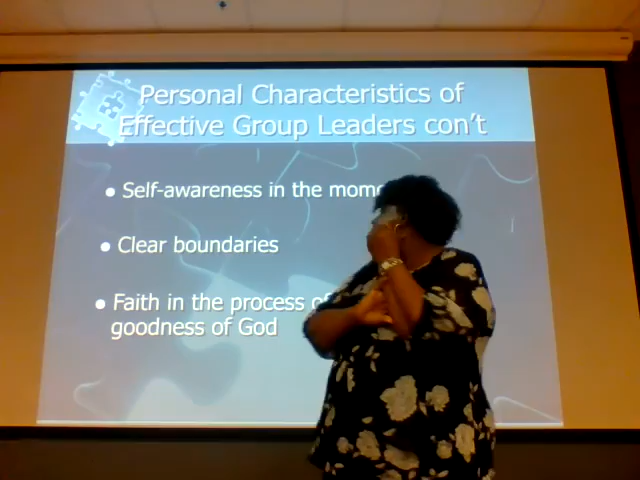 Personal Characteristics of
Effective Group Leaders con't
● Self-awareness in the
● Clear boundaries
● Faith in the process of
goodness of God